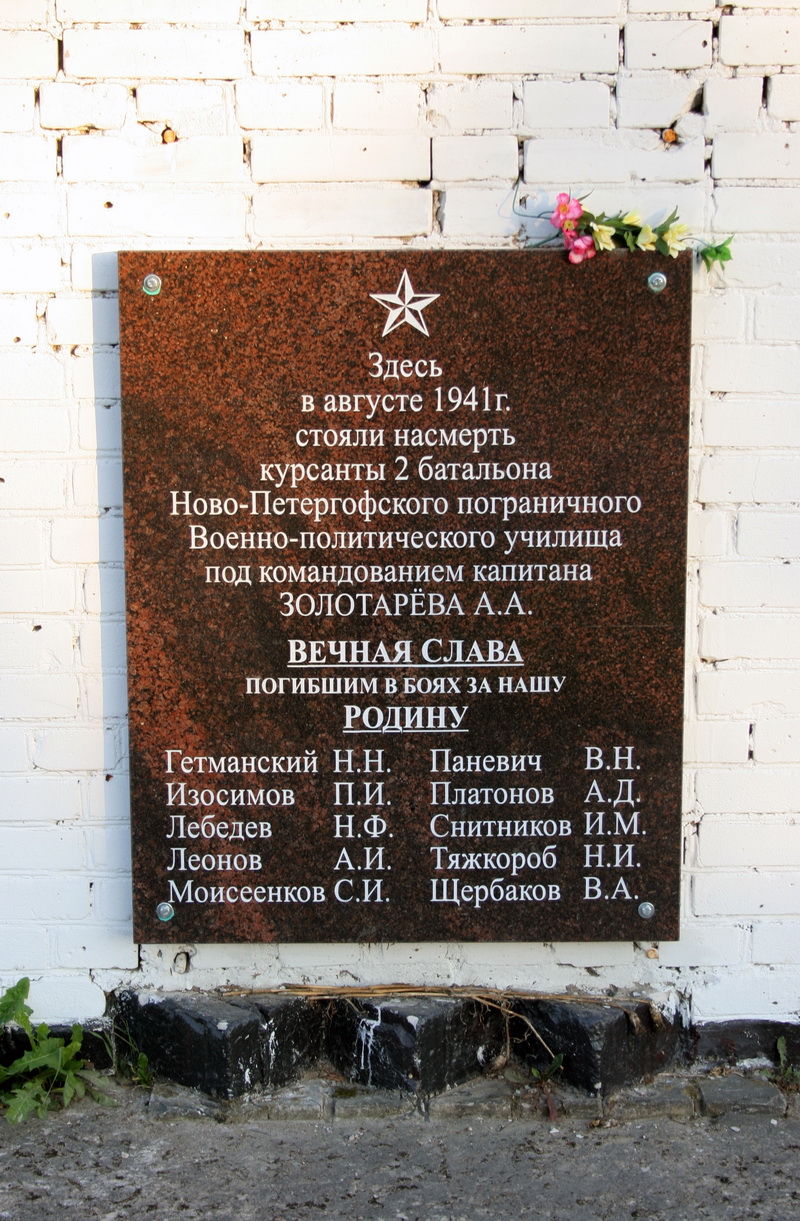 Здесь
в августе 1941г.
стояли насмерть
курсанты 2 батальона
Ново-Петергофского пограничного
Военно-политического училища
под командованием капитана
ЗОЛОТАРЁВА А.А.
ВЕЧНАЯ СЛАВА
ПОГИБШИМ В БОЯХ ЗА НАШУ
РОДИНУ
Гетманский Н.Н. Паневич В.Н.
Изосимов П.И. Платонов А.Д.
Лебедев Н.Ф. Снитников И.М.
Леонов А.И. Тяжкороб Н.И.
Моисеенков С.И. Щербаков В.А.